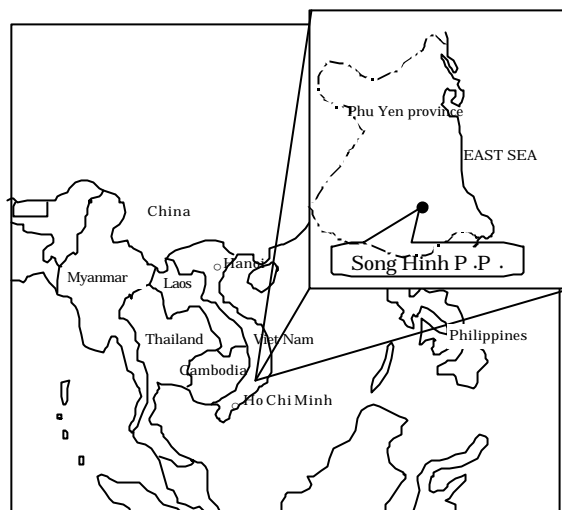 Phu Yen province
EAST SEA
Song Hinh P .P .
China
Hanoi
Myanmar
Laos
Thailand
Viet Nam
Cambodia
Philippines
Ho Chi Minh